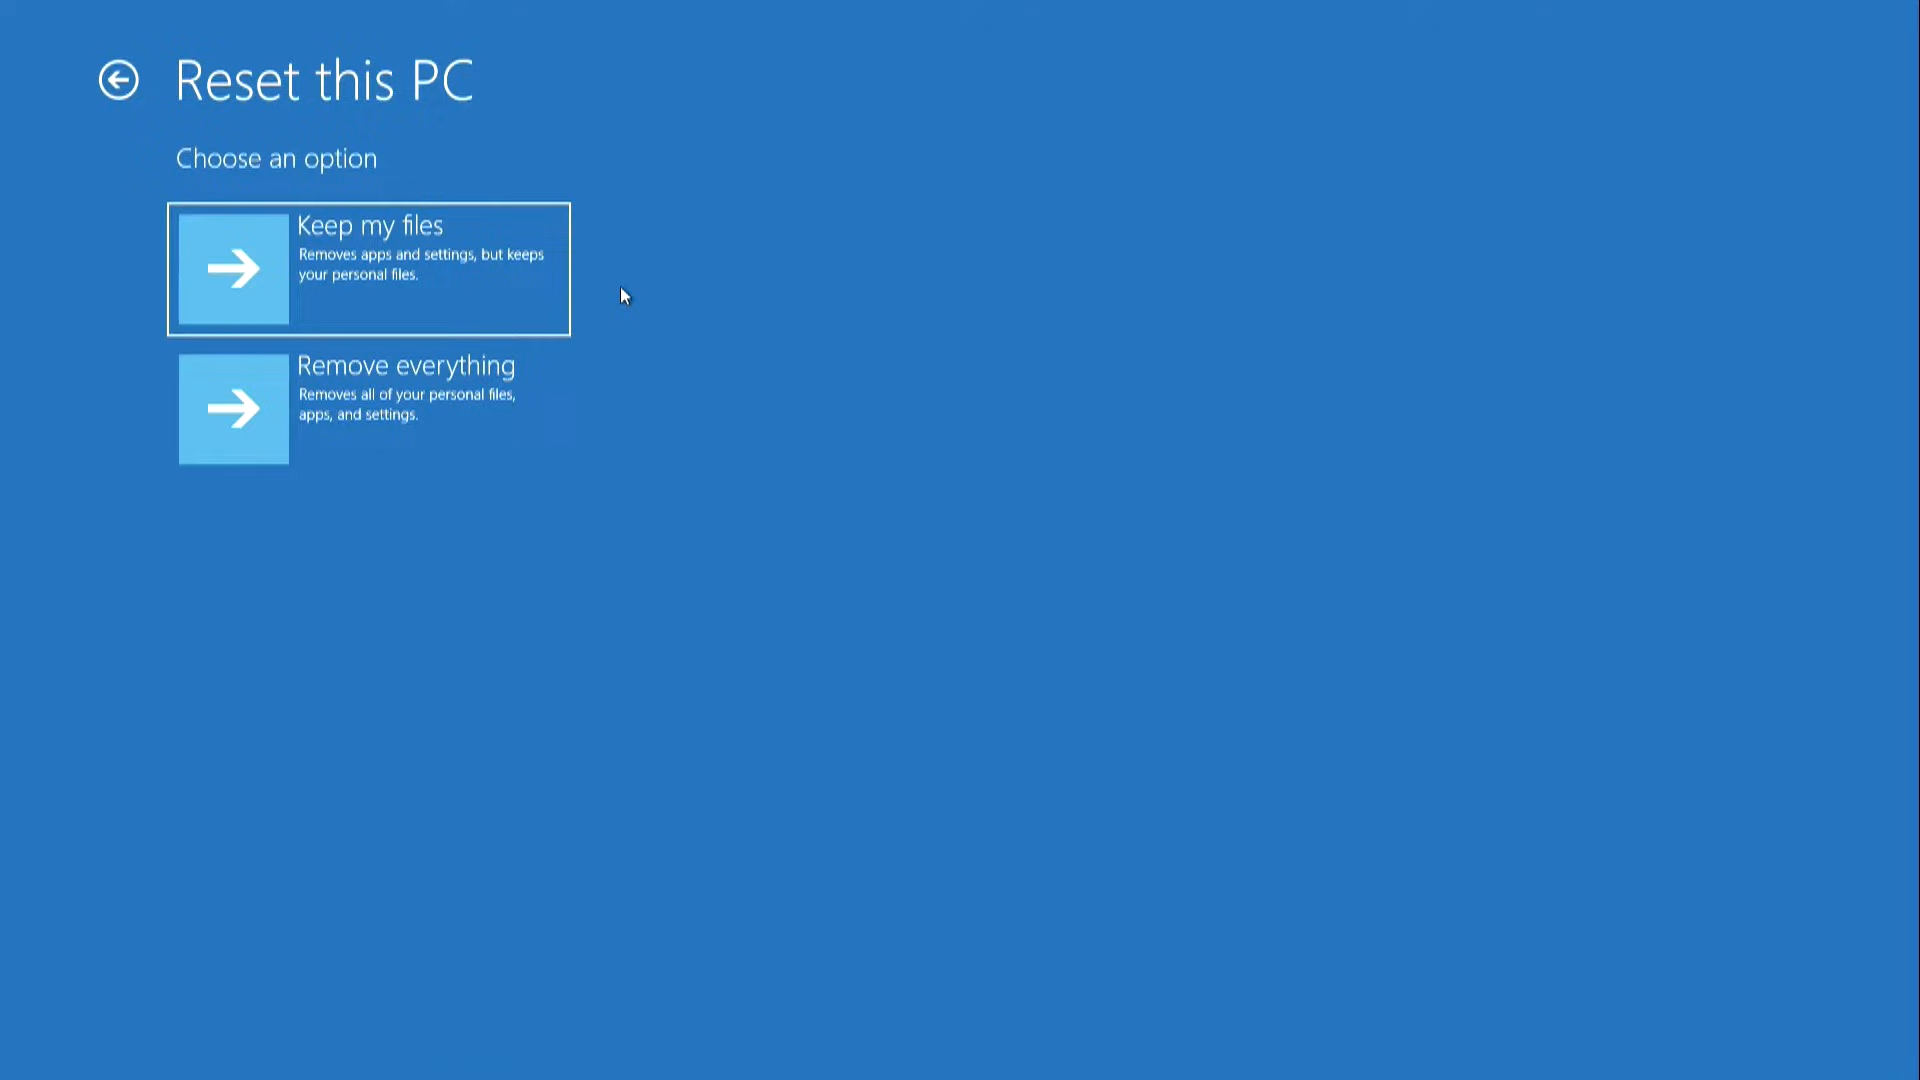 Reset this PC
Choose an option
Keep my files
Removes apps and settings, but keeps
your personal files.
Remove everything
Removes all of your personal files,
apps, and settings.